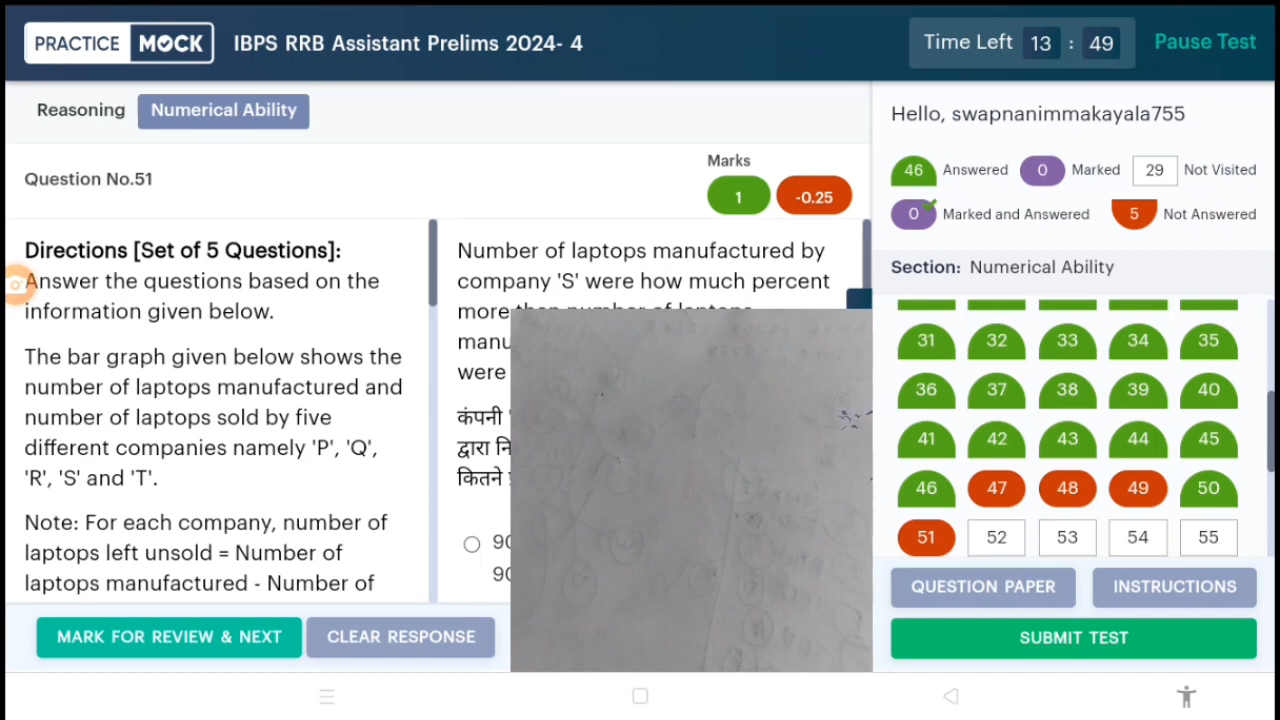 PRACTICE MOCK
IBPS RRB Assistant Prelims 2024- 4
Time Left 13 : 49
Pause Test
Reasoning
Numerical Ability
Hello, swapnanimmakayala755
Question No.51
Marks
1
-0.25
46 Answered
0 Marked
29 Not Visited
0 Marked and Answered
5 Not Answered
Section: Numerical Ability
Directions [Set of 5 Questions]:
Answer the questions based on the
information given below.
The bar graph given below shows the
number of laptops manufactured and
number of laptops sold by five
different companies namely 'P', 'Q',
'R', 'S' and 'T'.
Note: For each company, number of
laptops left unsold = Number of
laptops manufactured - Number of
Number of laptops manufactured by
company 'S' were how much percent
more than number of laptops
manu
were
कंपनी '
द्वारा नि
कितने
90
90
31 32 33 34 35
36 37 38 39 40
41 42 43 44 45
46 47 48 49 50
51 52 53 54 55
QUESTION PAPER
INSTRUCTIONS
MARK FOR REVIEW & NEXT
CLEAR RESPONSE
SUBMIT TEST